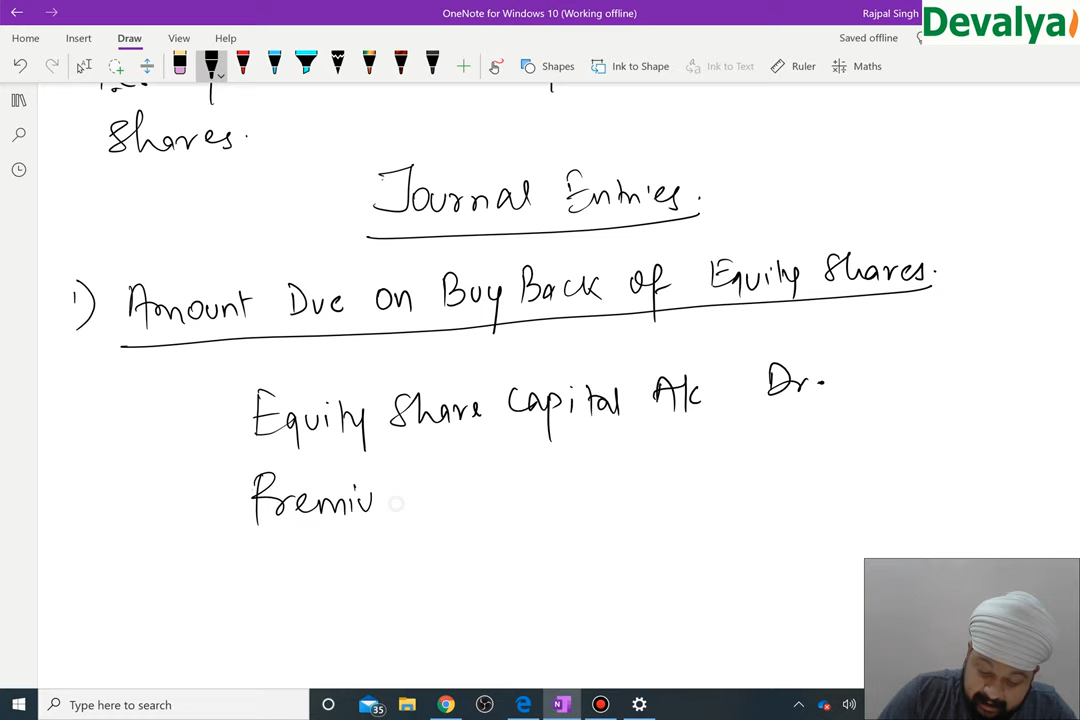 OneNote for Windows 10 (Working offline)
Rajpal Singh
Devalya
Home Insert Draw View Help
Saved offline
Shapes Ink to Shape Ink to Text Ruler Maths
Shares.
Journal Entries.
1) Amount Due on Buy Back of Equity Shares.
Equity Share Capital A/c Dr.
Premiu
Type here to search
35